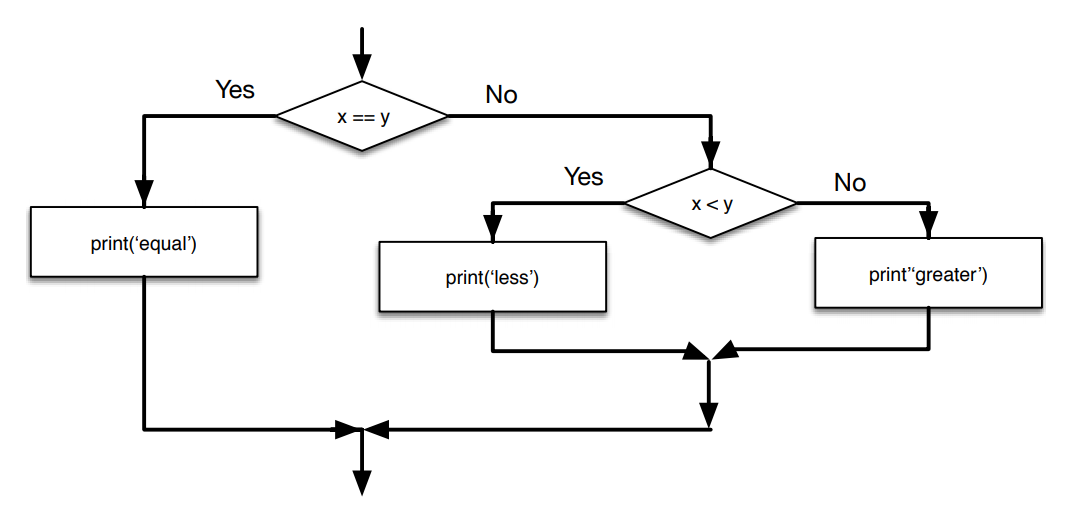 Yes
No
x == y
Yes
No
x < y
print(‘equal’)
print(‘less’)
print’‘greater’)